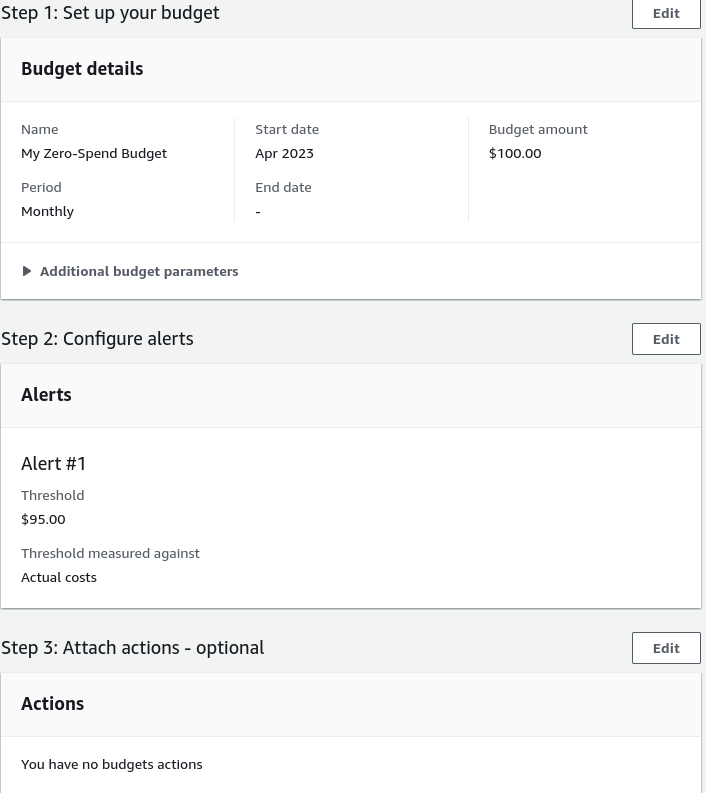 Step 1: Set up your budget
Edit
Budget details
Name
My Zero-Spend Budget
Start date
Apr 2023
Budget amount
$100.00
Period
Monthly
End date
-
Additional budget parameters
Step 2: Configure alerts
Edit
Alerts
Alert #1
Threshold
$95.00
Threshold measured against
Actual costs
Step 3: Attach actions - optional
Edit
Actions
You have no budgets actions